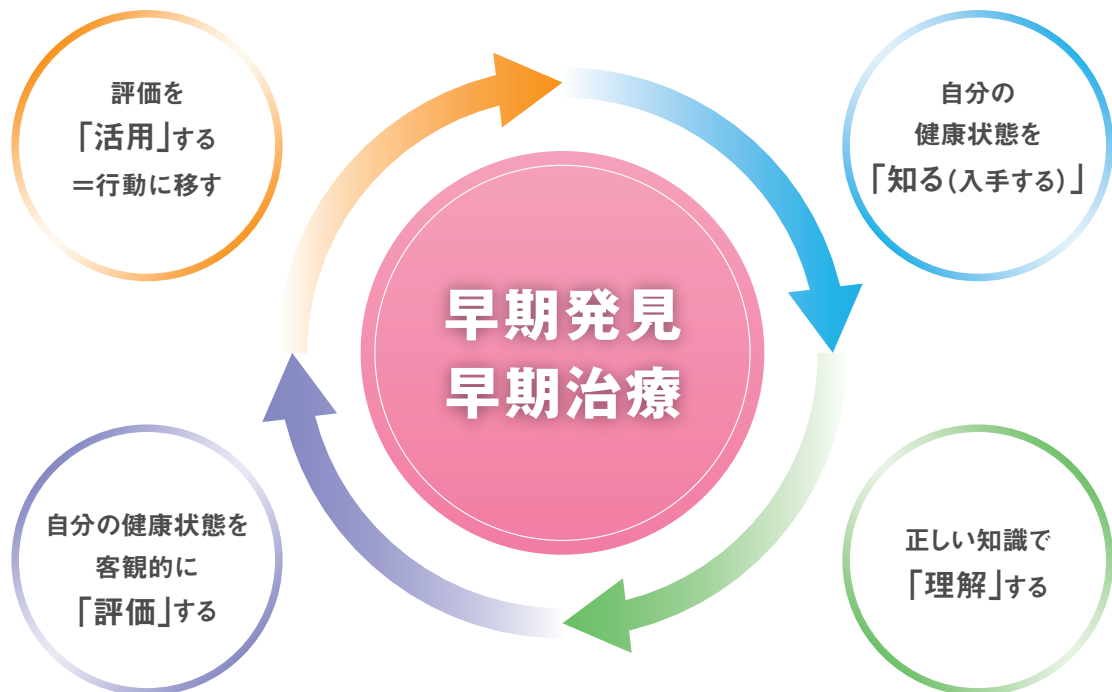 評価を
「活用」する
＝行動に移す
自分の
健康状態を
「知る(入手する)」
早期発見
早期治療
自分の健康状態を
客観的に
「評価」する
正しい知識で
「理解」する